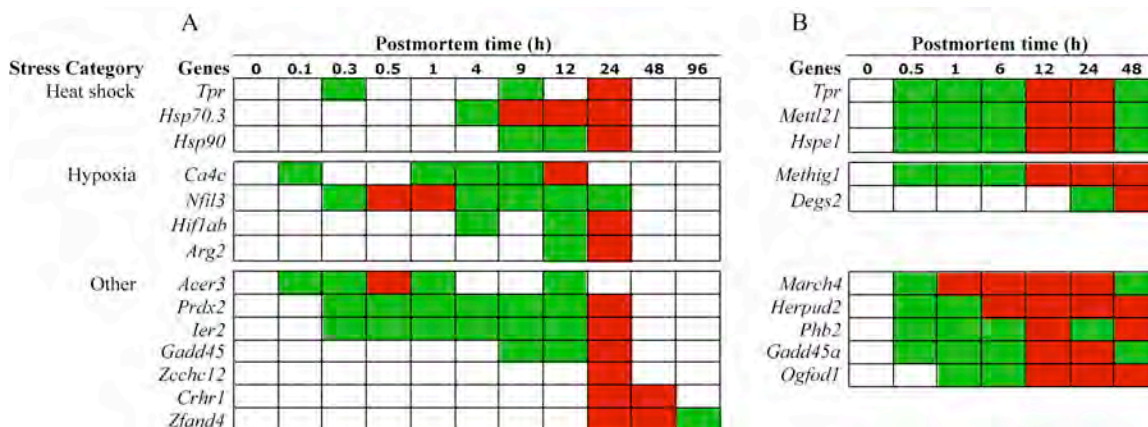 A B
Postmortem time (h) Postmortem time (h)
Stress Category Genes 0 0.1 0.3 0.5 1 4 9 12 24 48 96 Genes 0 0.5 1 6 12 24 48
Heat shock Tpr Tpr
Hsp70.3 Mettl21
Hsp90 Hspe1
Hypoxia Ca4c Methig1
Nfil3 Degs2
Hif1ab
Arg2
Other Acer3 March4
Prdx2 Herpud2
Ier2 Phb2
Gadd45 Gadd45a
Zcchc12 Ogfod1
Crhr1
Zfand4